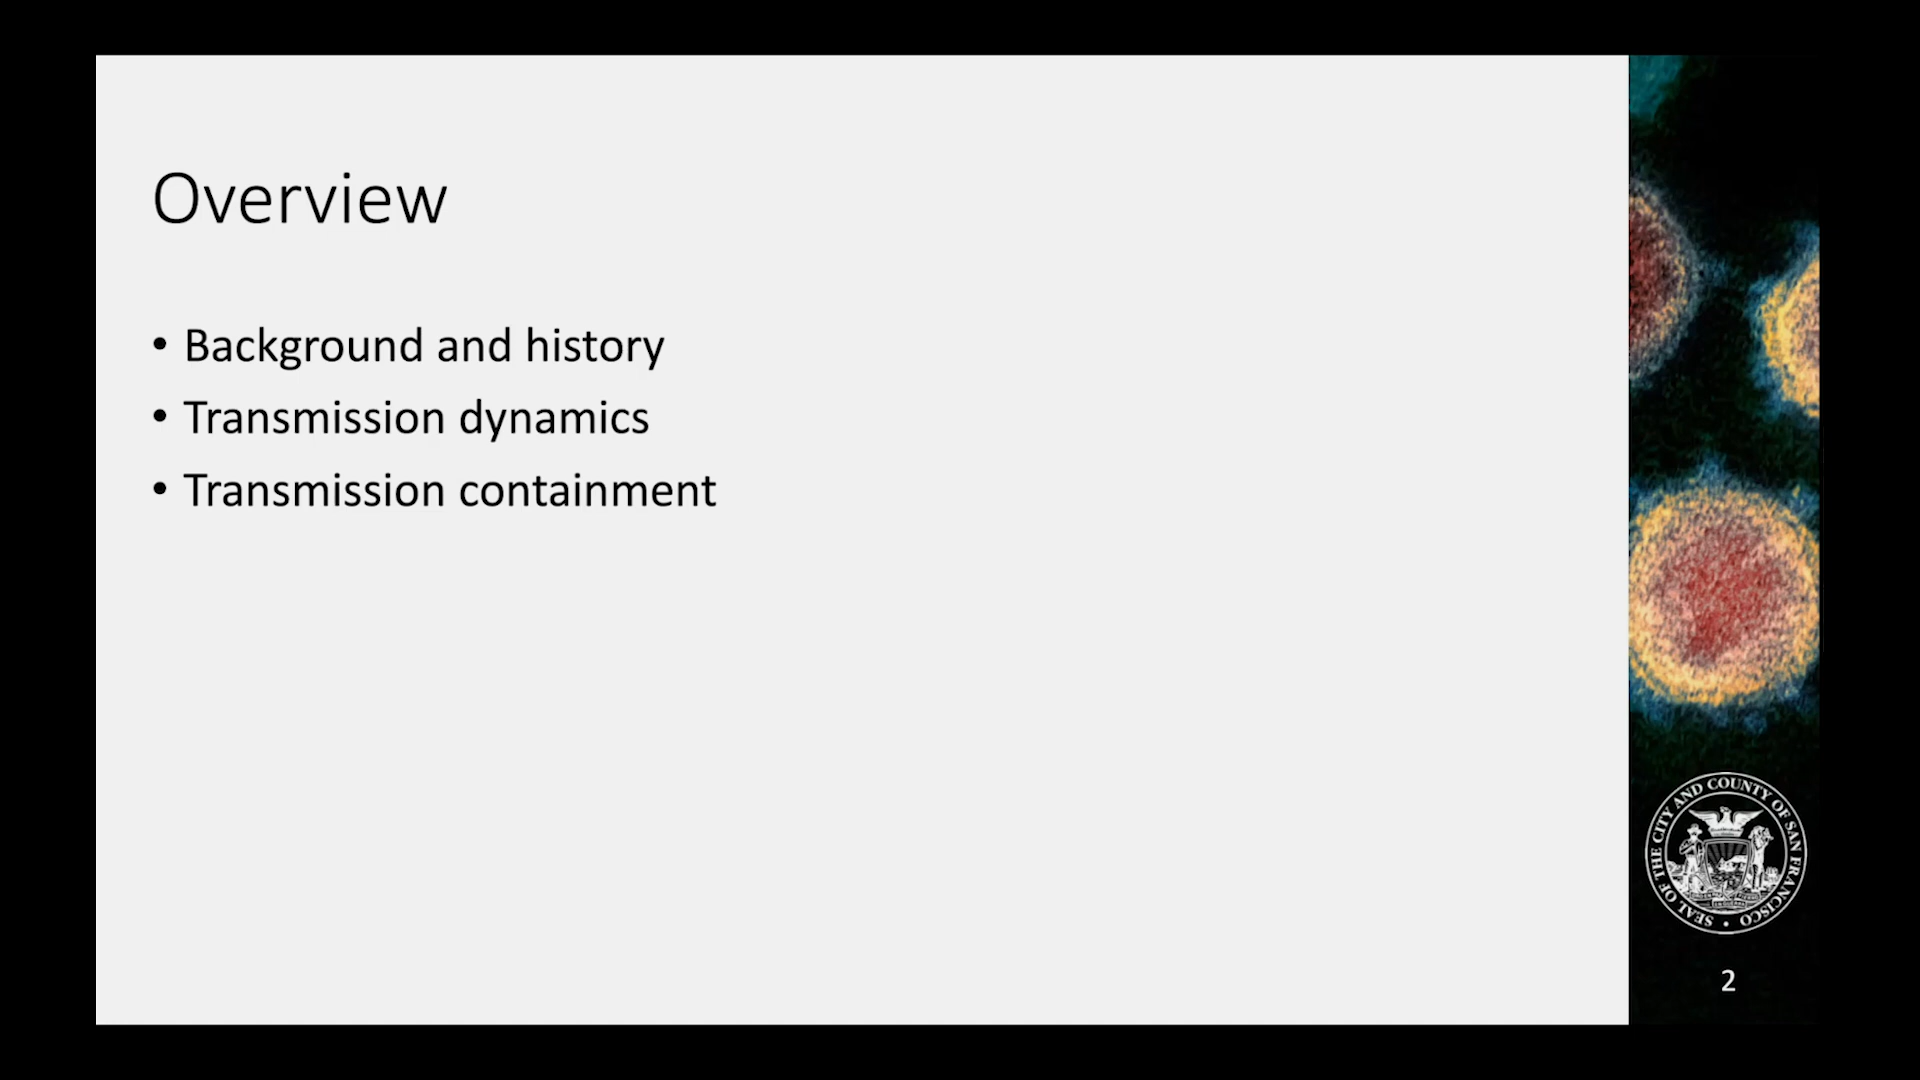 Overview
• Background and history
• Transmission dynamics
• Transmission containment
SEAL OF THE CITY AND COUNTY OF SAN FRANCISCO
2